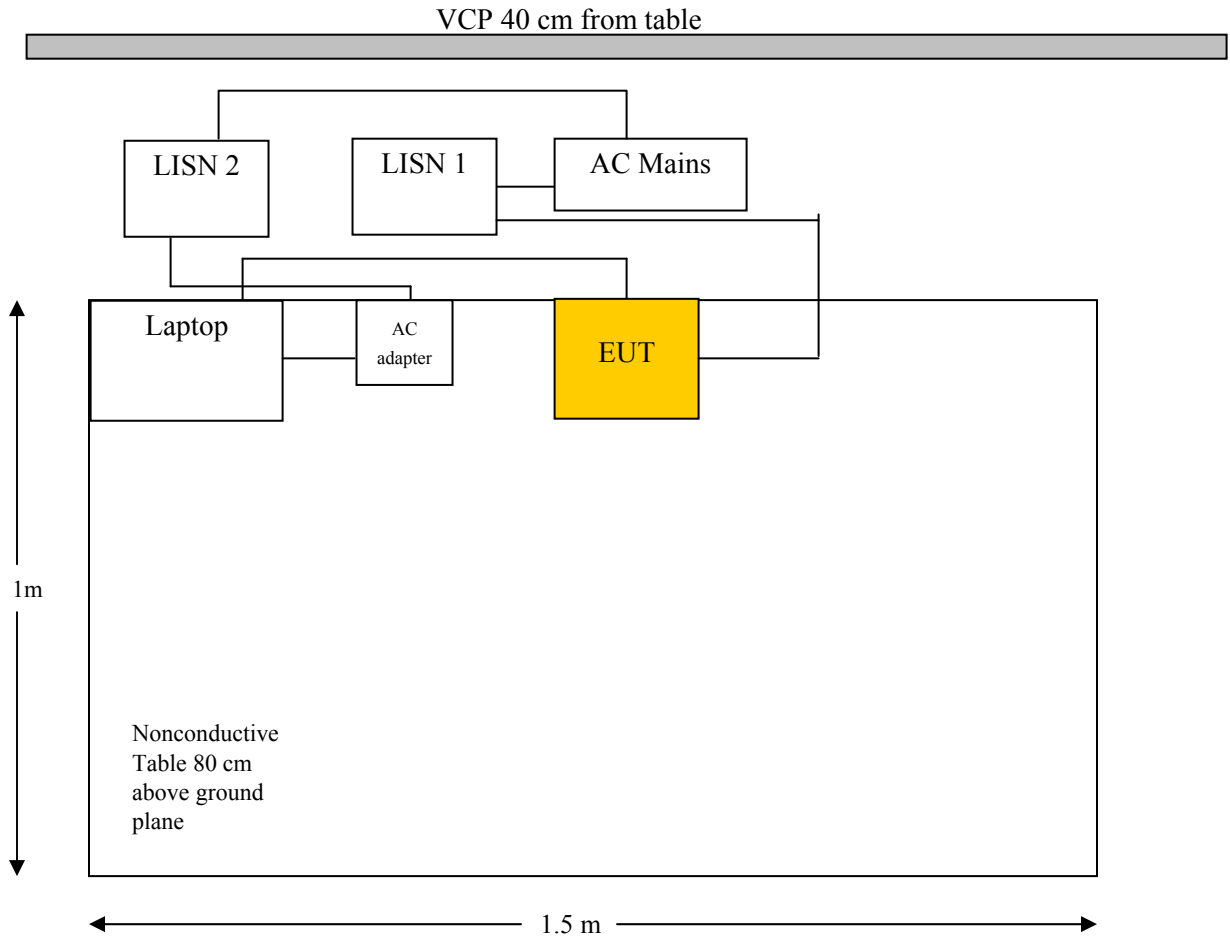 VCP 40 cm from table
LISN 2
LISN 1
AC Mains
Laptop
AC
adapter
EUT
1m
Nonconductive
Table 80 cm
above ground
plane
1.5 m